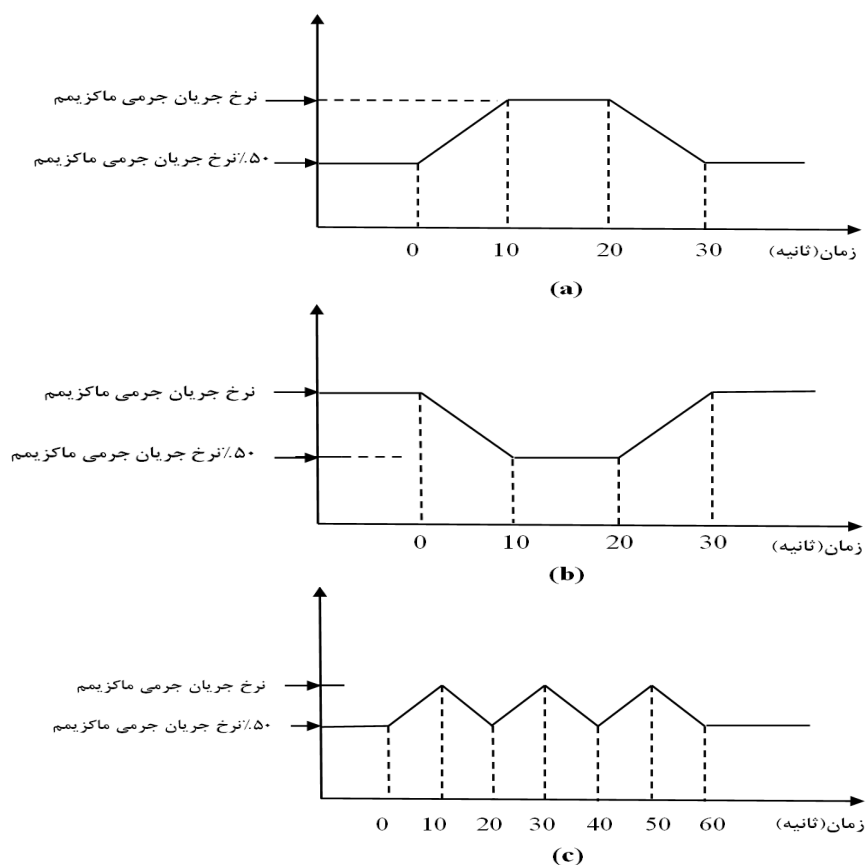 نرخ جریان جرمی ماکزیمم
۵۰٪نرخ جریان جرمی ماکزیمم
0 10 20 30 زمان(ثانیه)
(a)
نرخ جریان جرمی ماکزیمم
۵۰٪نرخ جریان جرمی ماکزیمم
0 10 20 30 زمان(ثانیه)
(b)
نرخ جریان جرمی ماکزیمم
۵۰٪نرخ جریان جرمی ماکزیمم
0 10 20 30 40 50 60 زمان(ثانیه)
(c)